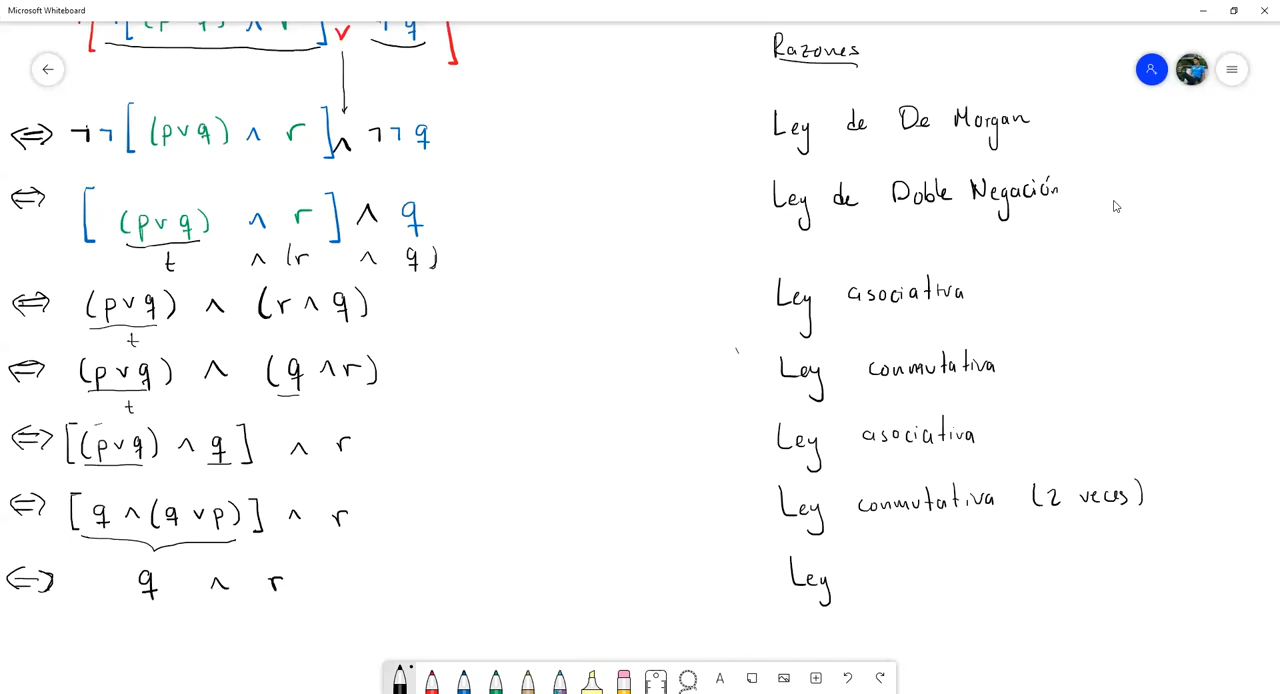 Microsoft Whiteboard
[ ¬[ (p ∨ q) ∧ r ] ∨ ¬q ]
Razones
⇔ ¬¬[ (p∨q) ∧ r ] ∧ ¬¬q Ley de De Morgan
⇔ [ (p∨q) ∧ r ] ∧ q Ley de Doble Negación
t ∧ (r ∧ q)
⇔ (p∨q) ∧ (r ∧ q) Ley asociativa
t
⇔ (p∨q) ∧ (q ∧ r) Ley conmutativa
t
⇔ [(p∨q) ∧ q] ∧ r Ley asociativa
⇔ [q ∧ (q ∨ p)] ∧ r Ley conmutativa (2 veces)
⇔ q ∧ r Ley
A